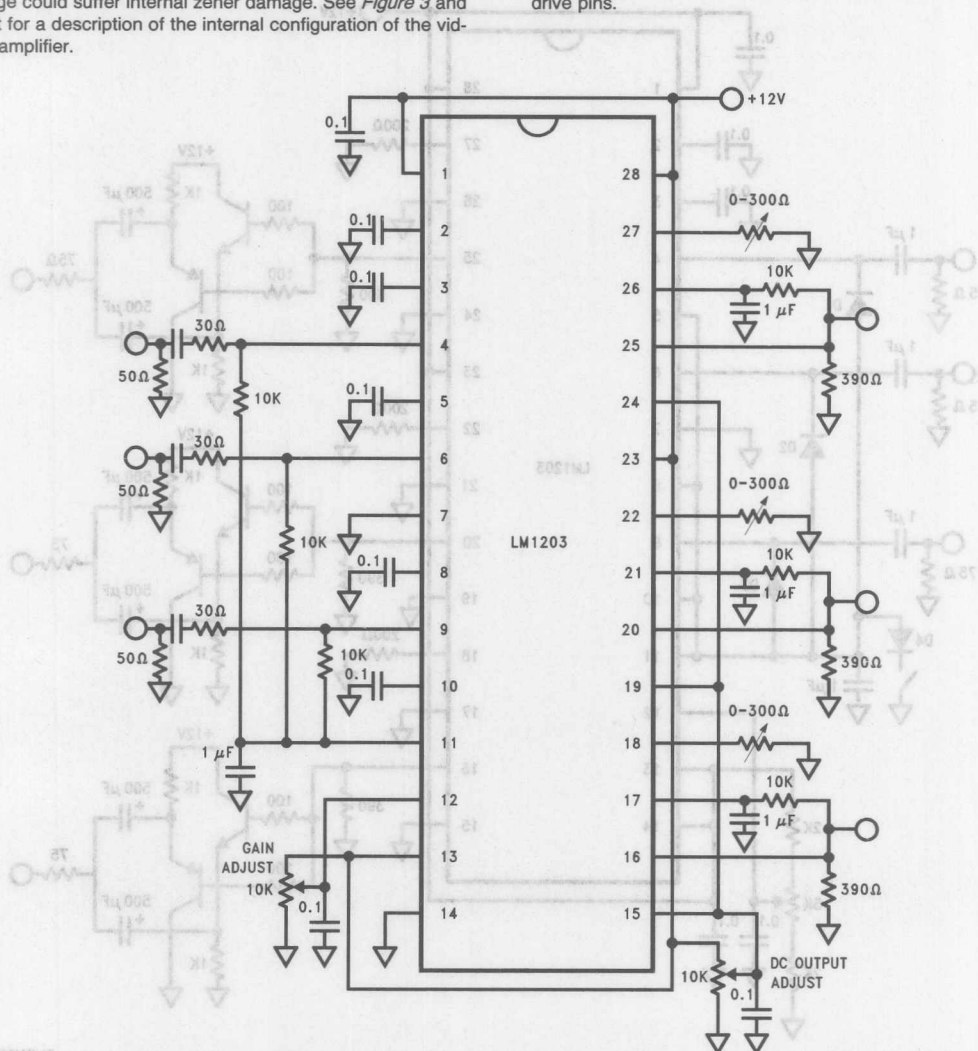 ge could suffer internal zener damage. See Figure 3 and
t for a description of the internal configuration of the vid-
amplifier.
drive pins.
+12V
0.1
1
28
0-300Ω
0.1
2
27
10K
0.1
3
26
1 μF
30Ω
4
25
50Ω
390Ω
10K
0.1
5
24
30Ω
6
23
50Ω
0-300Ω
7
22
10K
LM1203
10K
0.1
8
21
1 μF
30Ω
9
20
50Ω
10K
390Ω
0.1
10
19
0-300Ω
11
18
1 μF
10K
12
17
1 μF
GAIN
ADJUST
13
16
10K
390Ω
0.1
14
15
DC OUTPUT
ADJUST
10K
0.1